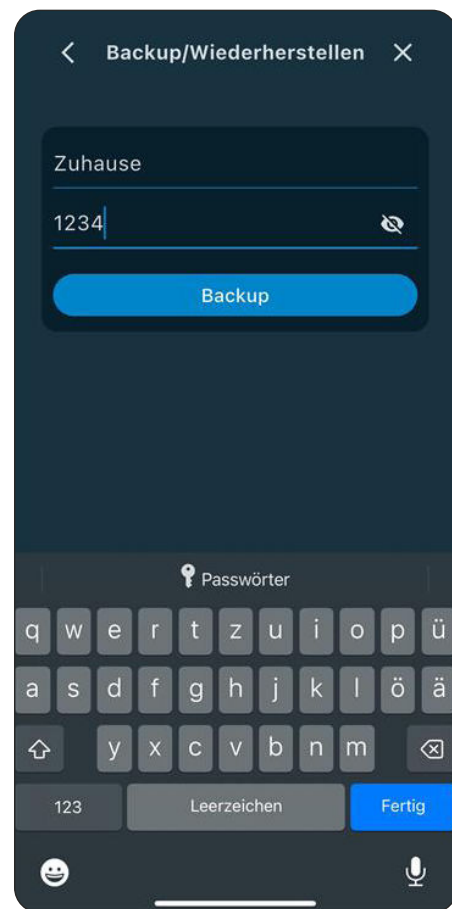 Backup/Wiederherstellen
Zuhause
1234
Backup
Passwörter
q w e r t z u i o p ü
a s d f g h j k l ö ä
y x c v b n m
123 Leerzeichen Fertig